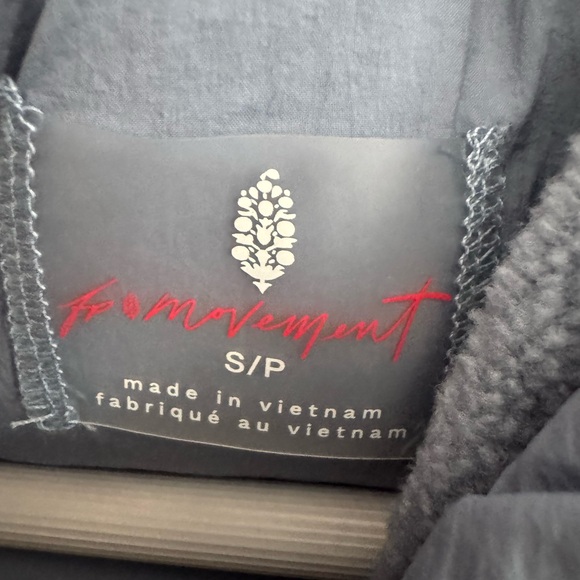 fp movement
S/P
made in vietnam
fabriqué au vietnam